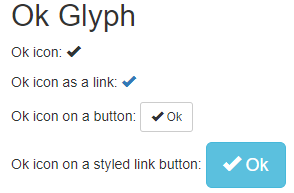 Ok Glyph
Ok icon: ✔
Ok icon as a link: ✔
Ok icon on a button: ✔ Ok
Ok icon on a styled link button: ✔ Ok